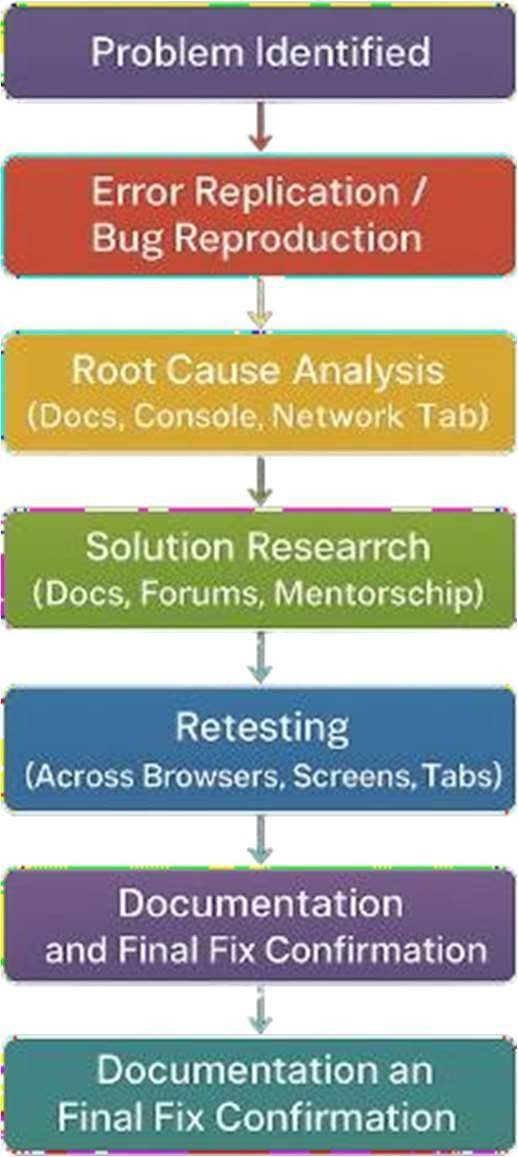 Problem Identified
Error Replication /
Bug Reproduction
Root Cause Analysis
(Docs, Console, Network Tab)
Solution Researrch
(Docs, Forums, Mentorschip)
Retesting
(Across Browsers, Screens, Tabs)
Documentation
and Final Fix Confirmation
Documentation an
Final Fix Confirmation